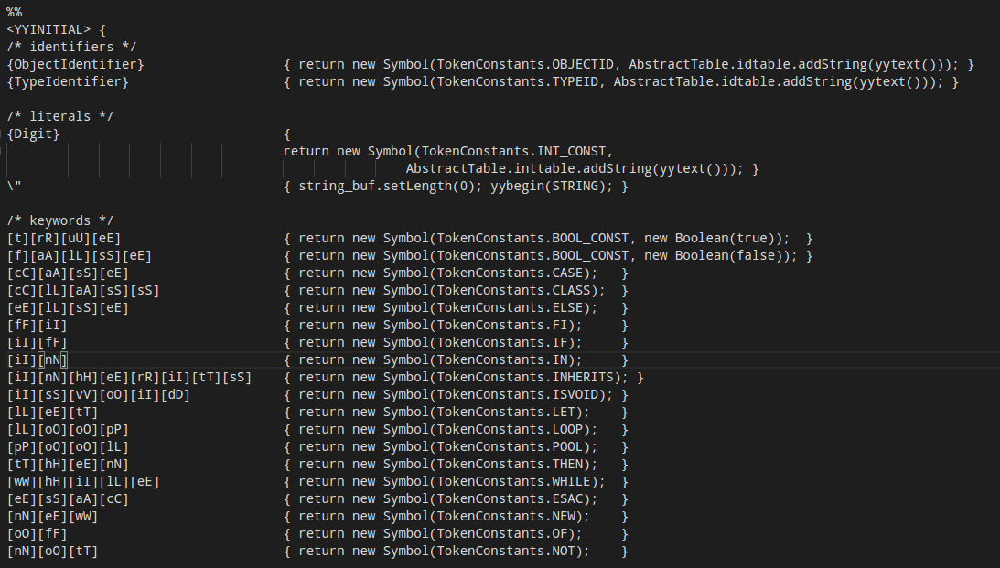 %%
<YYINITIAL> {
/* identifiers */
{ObjectIdentifier} { return new Symbol(TokenConstants.OBJECTID, AbstractTable.idtable.addString(yytext())); }
{TypeIdentifier} { return new Symbol(TokenConstants.TYPEID, AbstractTable.idtable.addString(yytext())); }
/* literals */
{Digit} {
return new Symbol(TokenConstants.INT_CONST,
AbstractTable.inttable.addString(yytext())); }
\" { string_buf.setLength(0); yybegin(STRING); }
/* keywords */
[t][rR][uU][eE] { return new Symbol(TokenConstants.BOOL_CONST, new Boolean(true)); }
[f][aA][lL][sS][eE] { return new Symbol(TokenConstants.BOOL_CONST, new Boolean(false)); }
[cC][aA][sS][eE] { return new Symbol(TokenConstants.CASE); }
[cC][lL][aA][sS][sS] { return new Symbol(TokenConstants.CLASS); }
[eE][lL][sS][eE] { return new Symbol(TokenConstants.ELSE); }
[fF][iI] { return new Symbol(TokenConstants.FI); }
[iI][fF] { return new Symbol(TokenConstants.IF); }
[iI][nN] { return new Symbol(TokenConstants.IN); }
[iI][nN][hH][eE][rR][iI][tT][sS] { return new Symbol(TokenConstants.INHERITS); }
[iI][sS][vV][oO][iI][dD] { return new Symbol(TokenConstants.ISVOID); }
[lL][eE][tT] { return new Symbol(TokenConstants.LET); }
[lL][oO][oO][pP] { return new Symbol(TokenConstants.LOOP); }
[pP][oO][oO][lL] { return new Symbol(TokenConstants.POOL); }
[tT][hH][eE][nN] { return new Symbol(TokenConstants.THEN); }
[wW][hH][iI][lL][eE] { return new Symbol(TokenConstants.WHILE); }
[eE][sS][aA][cC] { return new Symbol(TokenConstants.ESAC); }
[nN][eE][wW] { return new Symbol(TokenConstants.NEW); }
[oO][fF] { return new Symbol(TokenConstants.OF); }
[nN][oO][tT] { return new Symbol(TokenConstants.NOT); }